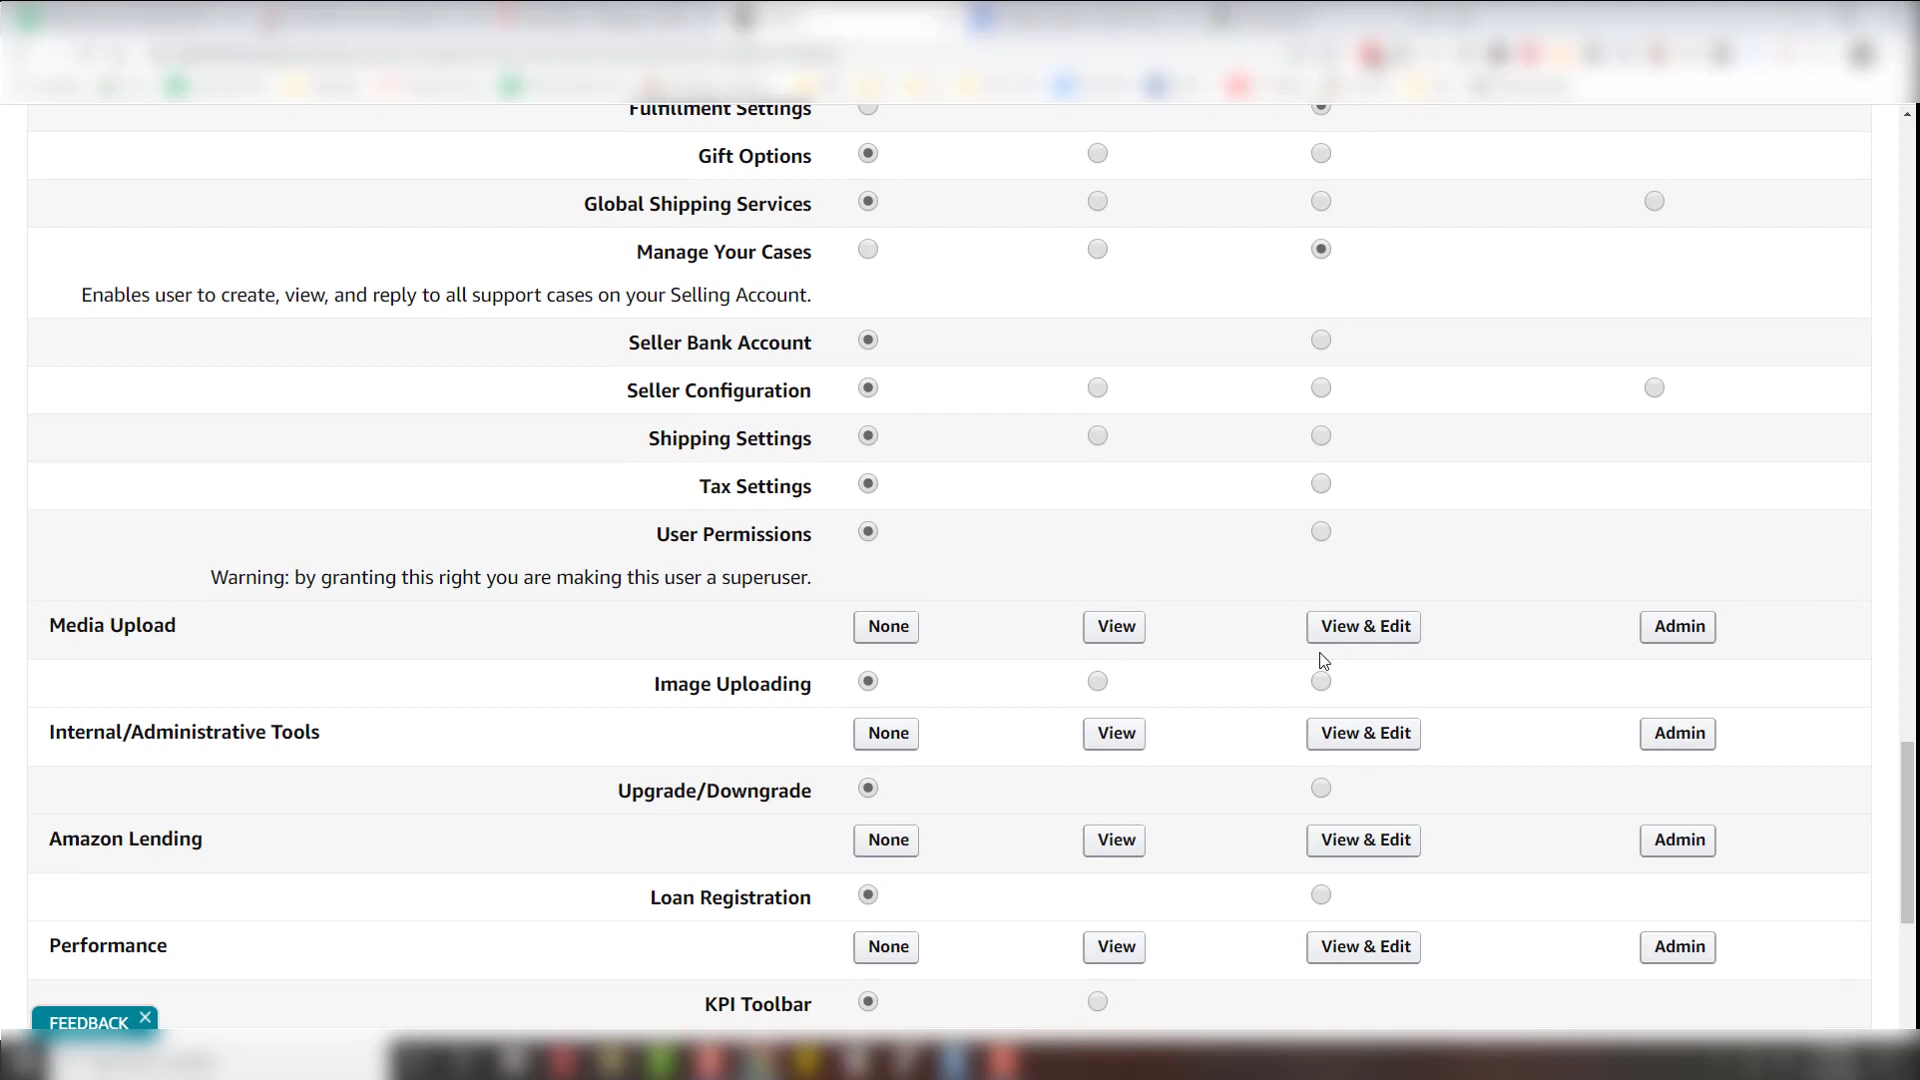 Fulfillment Settings
Gift Options
Global Shipping Services
Manage Your Cases
Enables user to create, view, and reply to all support cases on your Selling Account.
Seller Bank Account
Seller Configuration
Shipping Settings
Tax Settings
User Permissions
Warning: by granting this right you are making this user a superuser.
Media Upload None View View & Edit Admin
Image Uploading
Internal/Administrative Tools None View View & Edit Admin
Upgrade/Downgrade
Amazon Lending None View View & Edit Admin
Loan Registration
Performance None View View & Edit Admin
KPI Toolbar
FEEDBACK